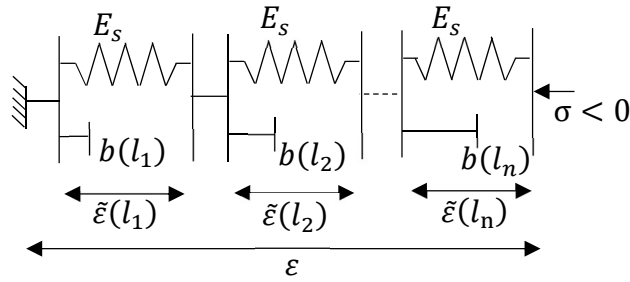 E_s E_s E_s
σ < 0
b(l_1) b(l_2) b(l_n)
ε̃(l_1) ε̃(l_2) ε̃(l_n)
ε